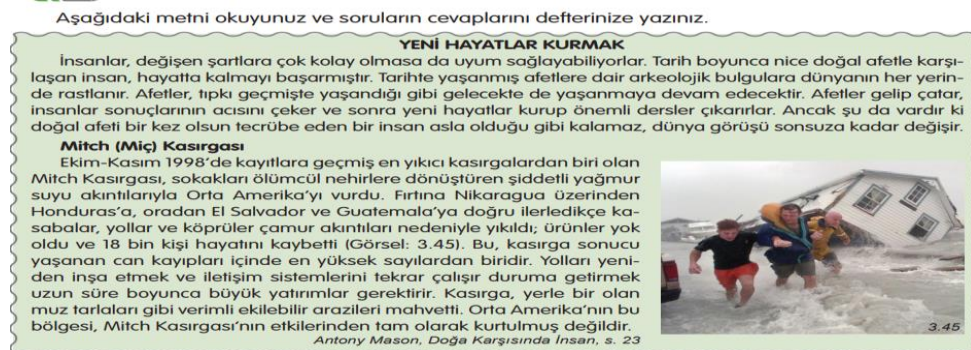 Aşağıdaki metni okuyunuz ve soruların cevaplarını defterinize yazınız.
YENİ HAYATLAR KURMAK
İnsanlar, değişen şartlara çok kolay olmasa da uyum sağlayabiliyorlar. Tarih boyunca nice doğal afetle karşı-
laşan insan, hayatta kalmayı başarmıştır. Tarihte yaşanmış afetlere dair arkeolojik bulgulara dünyanın her yerin-
de rastlanır. Afetler, tıpkı geçmişte yaşandığı gibi gelecekte de yaşanmaya devam edecektir. Afetler gelip çatar,
insanlar sonuçlarının acısını çeker ve sonra yeni hayatlar kurup önemli dersler çıkarırlar. Ancak şu da vardır ki
doğal afeti bir kez olsun tecrübe eden bir insan asla olduğu gibi kalamaz, dünya görüşü sonsuza kadar değişir.
Mitch (Miç) Kasırgası
Ekim-Kasım 1998’de kayıtlara geçmiş en yıkıcı kasırgalardan biri olan
Mitch Kasırgası, sokakları ölümcül nehirlere dönüştüren şiddetli yağmur
suyu akıntılarıyla Orta Amerika’yı vurdu. Fırtına Nikaragua üzerinden
Honduras’a, oradan El Salvador ve Guatemala’ya doğru ilerledikçe ka-
sabalar, yollar ve köprüler çamur akıntıları nedeniyle yıkıldı; ürünler yok
oldu ve 18 bin kişi hayatını kaybetti (Görsel: 3.45). Bu, kasırga sonucu
yaşanan can kayıpları içinde en yüksek sayılardan biridir. Yolları yeni-
den inşa etmek ve iletişim sistemlerini tekrar çalışır duruma getirmek
uzun süre boyunca büyük yatırımlar gerektirir. Kasırga, yerle bir olan
muz tarlaları gibi verimli ekilebilir arazileri mahvetti. Orta Amerika’nın bu
bölgesi, Mitch Kasırgası’nın etkilerinden tam olarak kurtulmuş değildir.
Antony Mason, Doğa Karşısında İnsan, s. 23
3.45